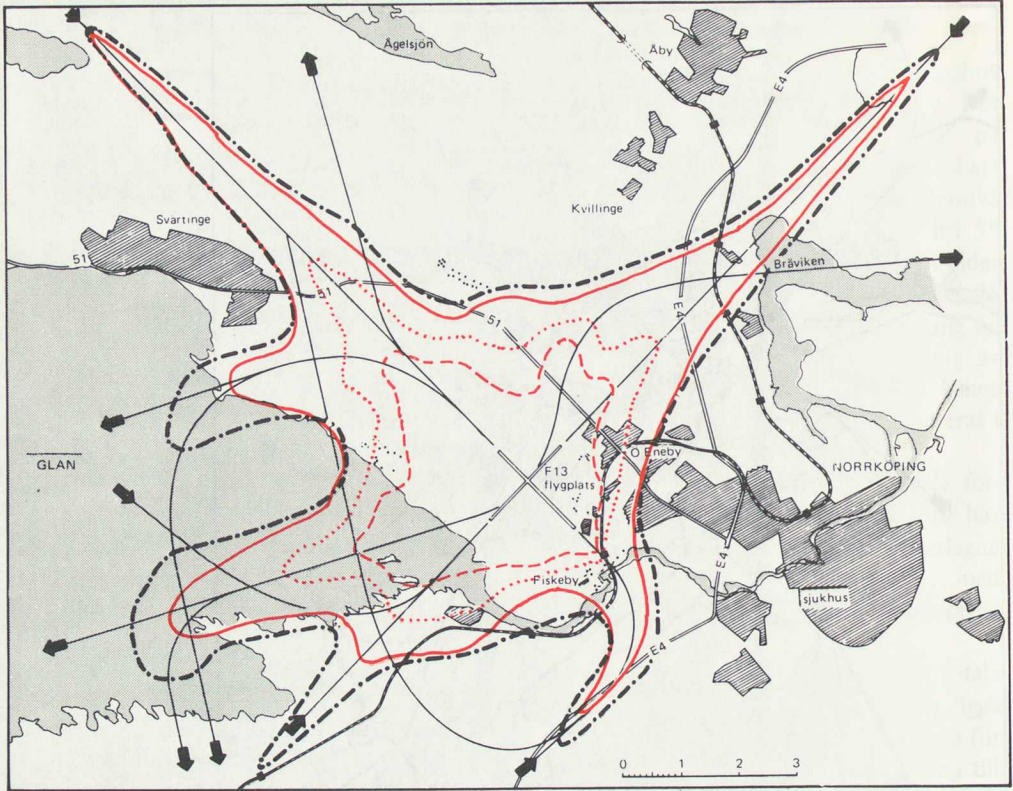 Ågelsjön
Åby
E4
Kvillinge
Svärtinge
51
51
Bråviken
E4
51
GLAN
Ö Eneby
F13
flygplats
NORRKÖPING
E4
Fiskeby
sjukhus
E4
0 1 2 3